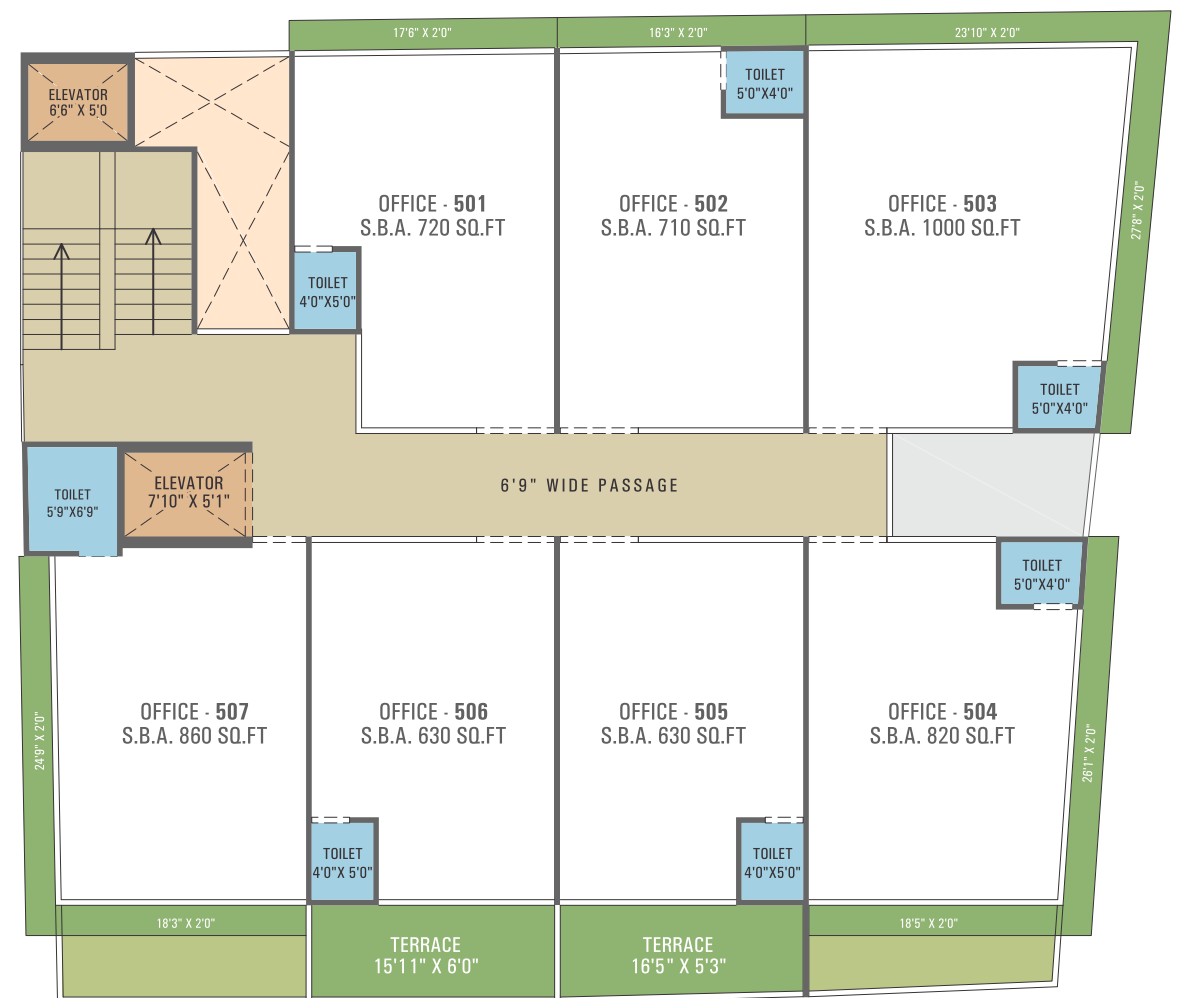 17'6" X 2'0"
16'3" X 2'0"
23'10" X 2'0"
ELEVATOR
6'6" X 5'0
TOILET
5'0"X4'0"
OFFICE - 501
S.B.A. 720 SQ.FT
OFFICE - 502
S.B.A. 710 SQ.FT
OFFICE - 503
S.B.A. 1000 SQ.FT
27'8" X 2'0"
TOILET
4'0"X5'0"
TOILET
5'0"X4'0"
6'9" WIDE PASSAGE
TOILET
5'9"X6'9"
ELEVATOR
7'10" X 5'1"
TOILET
5'0"X4'0"
OFFICE - 507
S.B.A. 860 SQ.FT
OFFICE - 506
S.B.A. 630 SQ.FT
OFFICE - 505
S.B.A. 630 SQ.FT
OFFICE - 504
S.B.A. 820 SQ.FT
24'9" X 2'0"
26'1" X 2'0"
TOILET
4'0"X 5'0"
TOILET
4'0"X5'0"
18'3" X 2'0"
TERRACE
15'11" X 6'0"
TERRACE
16'5" X 5'3"
18'5" X 2'0"